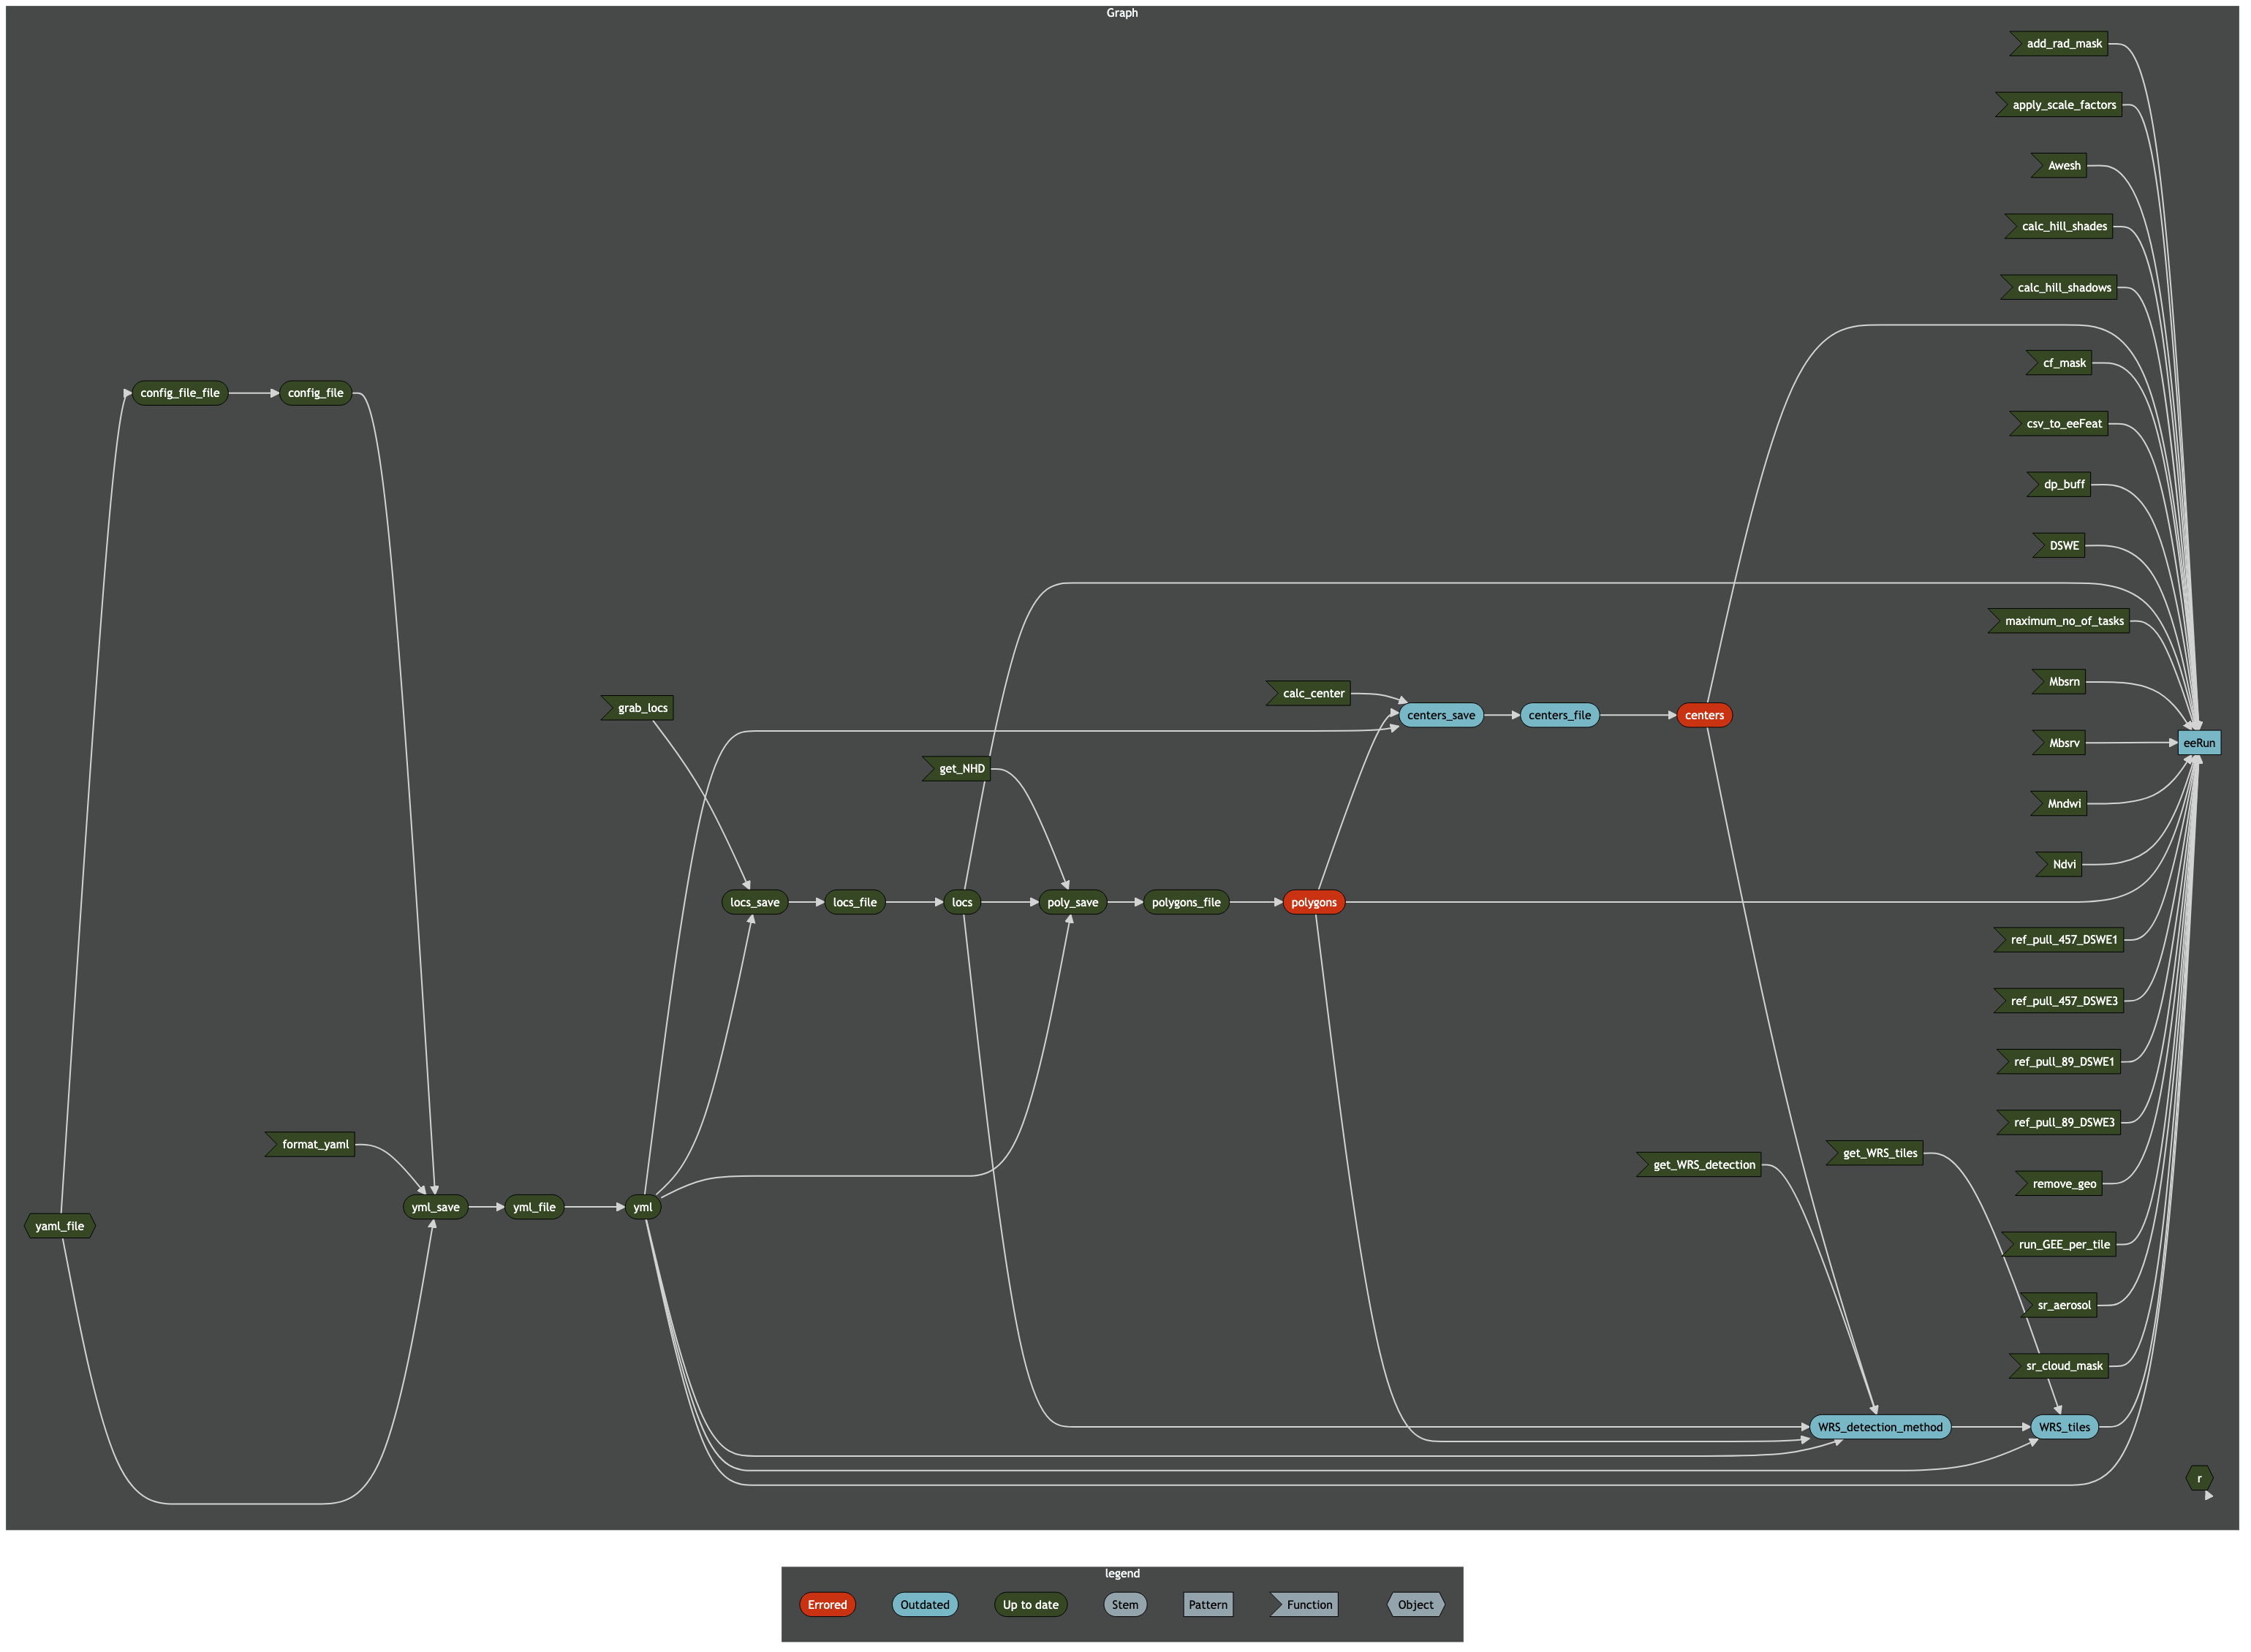 Graph
add_rad_mask
apply_scale_factors
Awesh
calc_hill_shades
calc_hill_shadows
cf_mask
config_file_file
config_file
csv_to_eeFeat
dp_buff
DSWE
maximum_no_of_tasks
Mbsrn
calc_center
grab_locs
centers_save
centers_file
centers
Mbsrv
eeRun
get_NHD
Mndwi
Ndvi
locs_save
locs_file
locs
poly_save
polygons_file
polygons
ref_pull_457_DSWE1
ref_pull_457_DSWE3
ref_pull_89_DSWE1
ref_pull_89_DSWE3
format_yaml
get_WRS_tiles
get_WRS_detection
remove_geo
yml_save
yml_file
yml
yaml_file
run_GEE_per_tile
sr_aerosol
sr_cloud_mask
WRS_detection_method
WRS_tiles
r
legend
Errored
Outdated
Up to date
Stem
Pattern
Function
Object